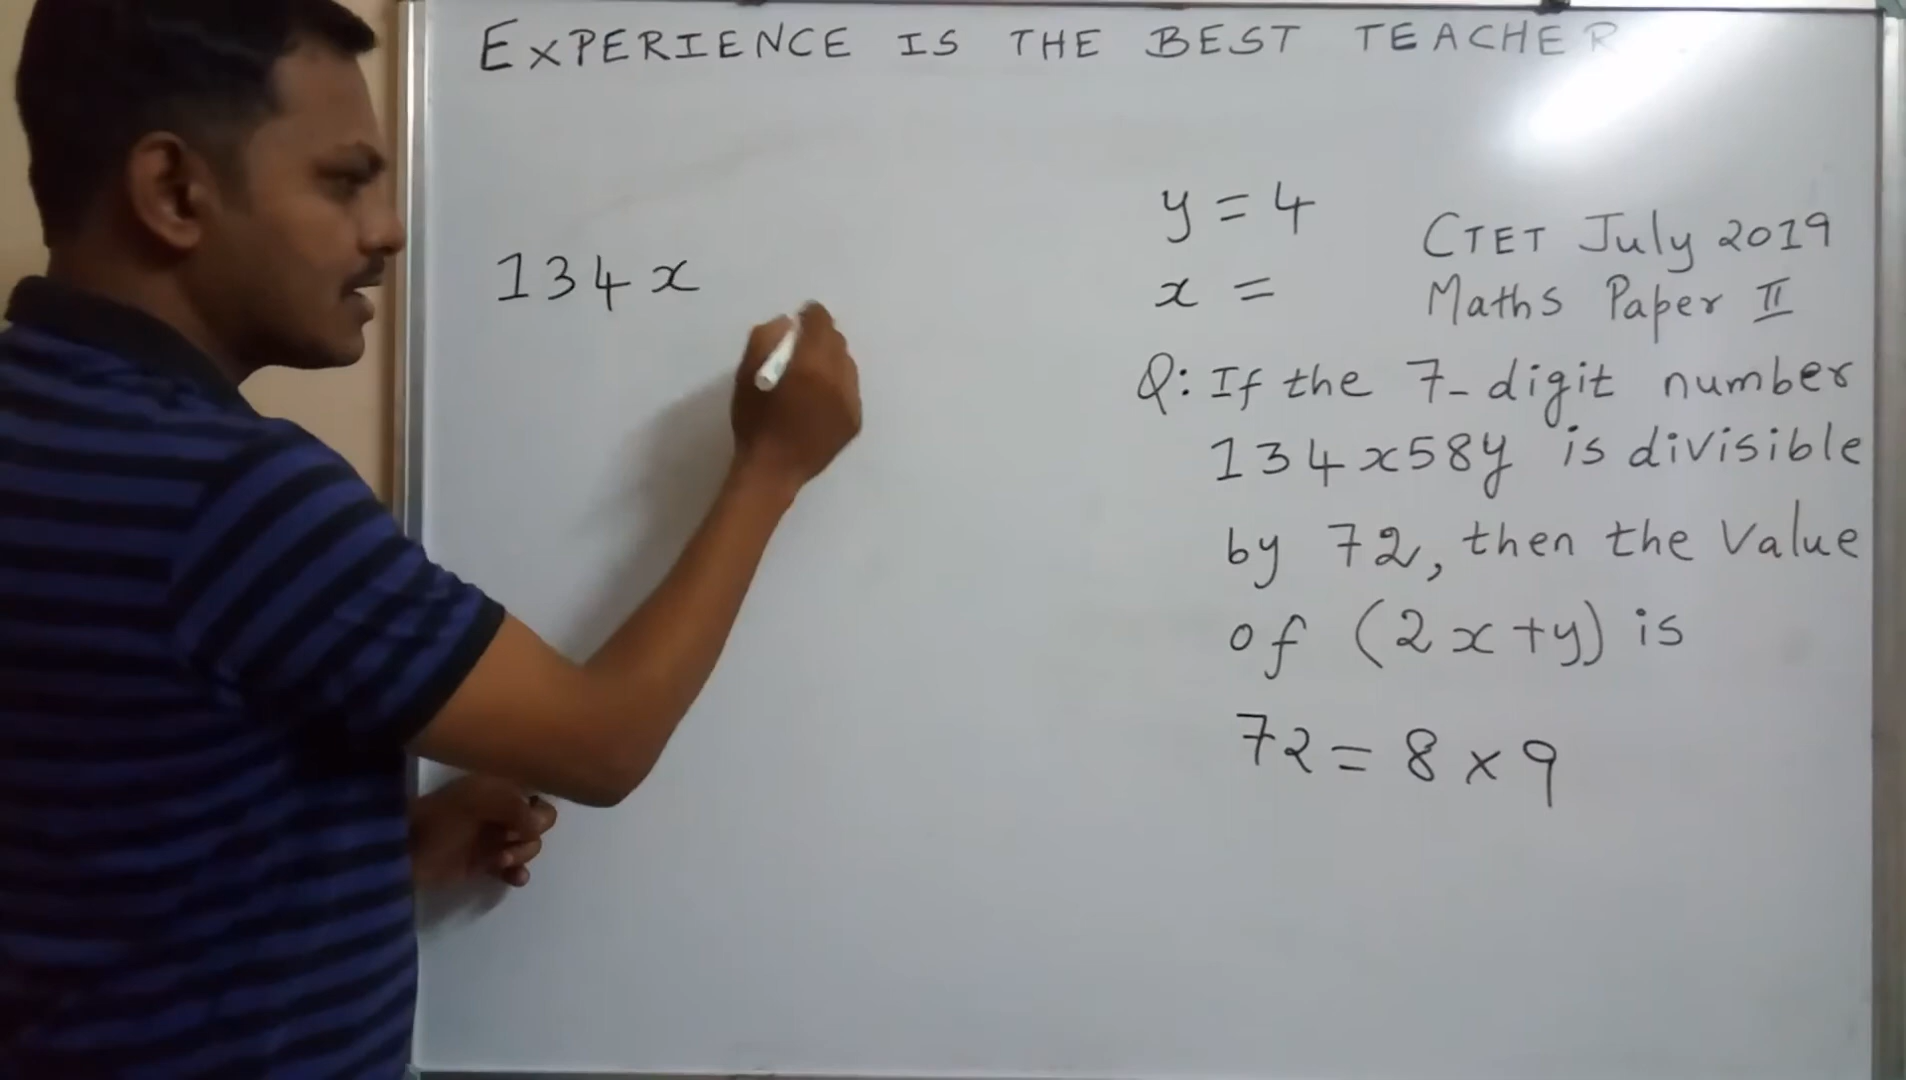 EXPERIENCE IS THE BEST TEACHER
134x
y = 4
x =
CTET July 2019
Maths Paper II
Q: If the 7-digit number
134x58y is divisible
by 72, then the Value
of (2x+y) is
72 = 8 × 9